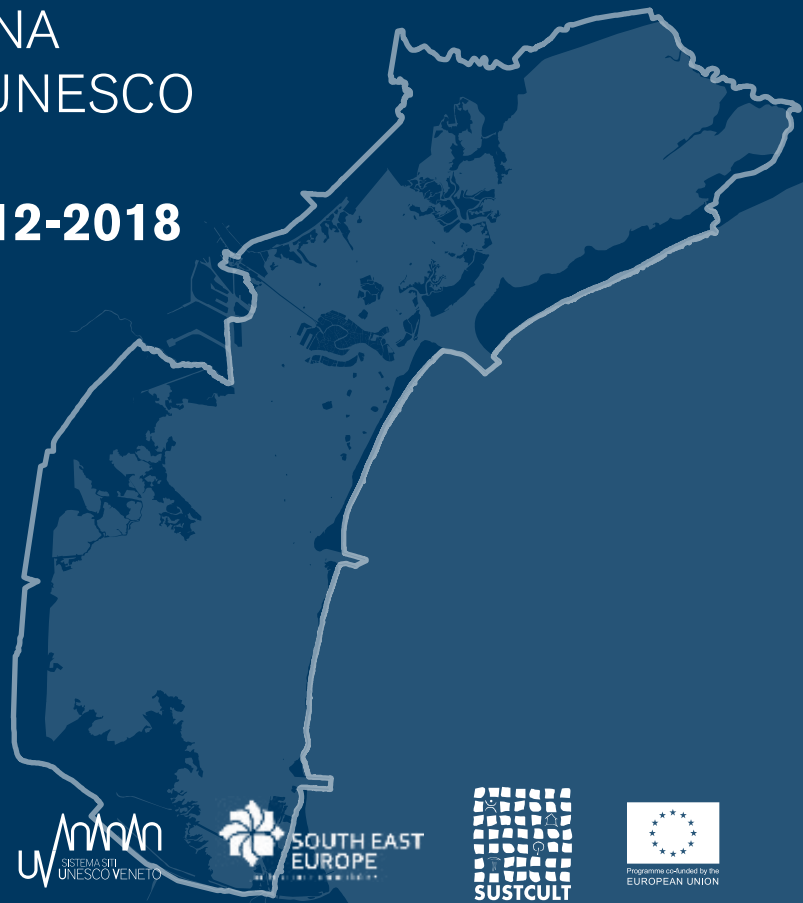 NA
UNESCO
12-2018
UV
SISTEMA SITI
UNESCO VENETO
SOUTH EAST
EUROPE
SUSTCULT
Programme co-funded by the
EUROPEAN UNION